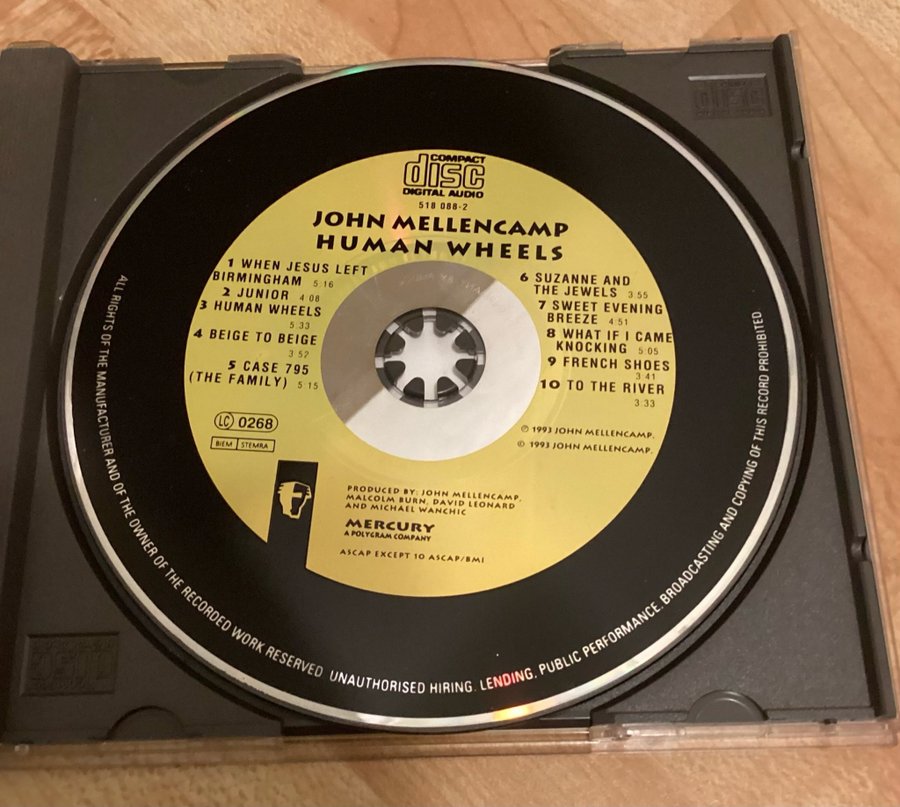 COMPACT
disc
DIGITAL AUDIO
518 088-2
JOHN MELLENCAMP
HUMAN WHEELS
1 WHEN JESUS LEFT
BIRMINGHAM 5:16
2 JUNIOR 4 08
3 HUMAN WHEELS
5.33
4 BEIGE TO BEIGE
3 52
5 CASE 795
(THE FAMILY) 5 15
6 SUZANNE AND
THE JEWELS 3:55
7 SWEET EVENING
BREEZE 4:51
8 WHAT IF I CAME
KNOCKING 5:05
9 FRENCH SHOES
3 41
10 TO THE RIVER
3:33
LC 0268
BIEM STEMRA
℗ 1993 JOHN MELLENCAMP.
© 1993 JOHN MELLENCAMP.
PRODUCED BY: JOHN MELLENCAMP,
MALCOLM BURN, DAVID LEONARD
AND MICHAEL WANCHIC
MERCURY
A POLYGRAM COMPANY
ASCAP EXCEPT 10 ASCAP/BMI
ALL RIGHTS OF THE MANUFACTURER AND OF THE OWNER OF THE RECORDED WORK RESERVED. UNAUTHORISED HIRING. LENDING. PUBLIC PERFORMANCE. BROADCASTING AND COPYING OF THIS RECORD PROHIBITED
disc